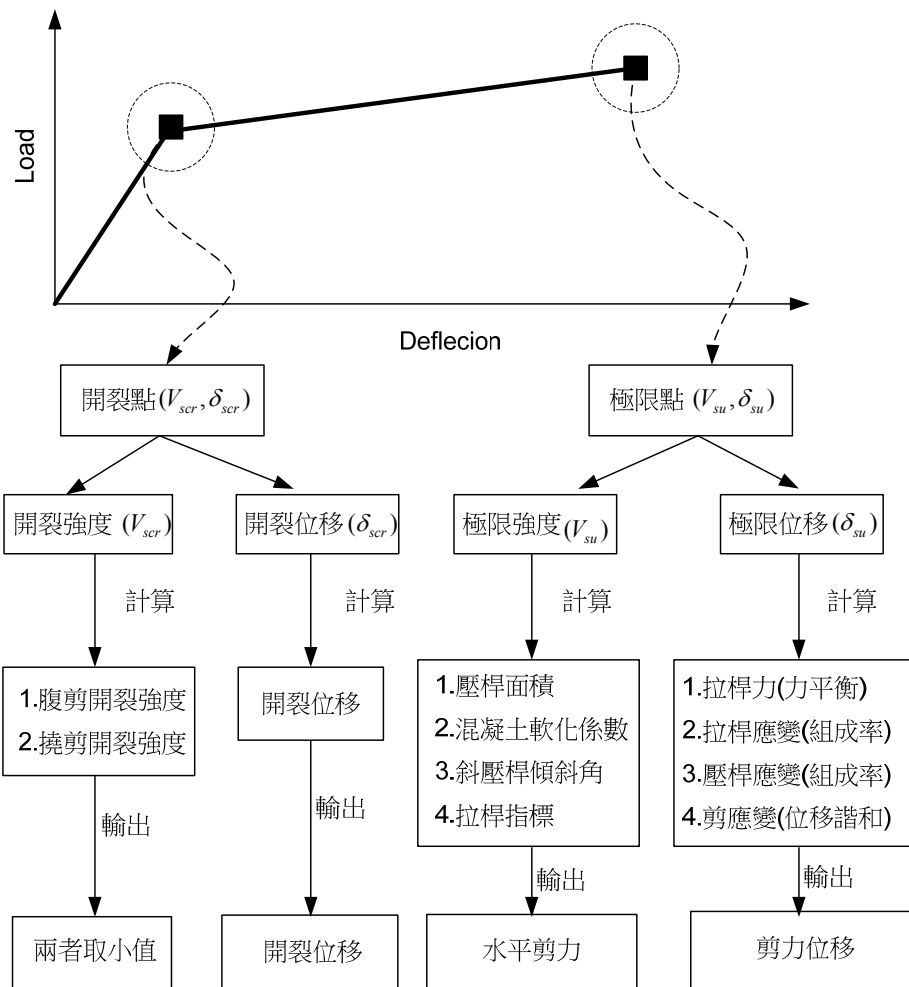 Load
Deflecion
開裂點(V_scr, δ_scr)
極限點 (V_su, δ_su)
開裂強度 (V_scr)
開裂位移(δ_scr)
極限強度(V_su)
極限位移(δ_su)
計算
計算
計算
計算
1.腹剪開裂強度
2.撓剪開裂強度
開裂位移
1.壓桿面積
2.混凝土軟化係數
3.斜壓桿傾斜角
4.拉桿指標
1.拉桿力(力平衡)
2.拉桿應變(組成率)
3.壓桿應變(組成率)
4.剪應變(位移諧和)
輸出
輸出
輸出
輸出
兩者取小值
開裂位移
水平剪力
剪力位移